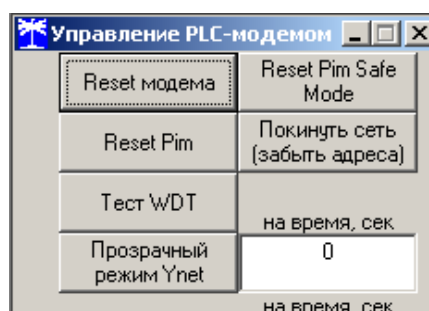 Управление PLC-модемом
Reset модема
Reset Pim Safe
Mode
Reset Pim
Покинуть сеть
(забыть адреса)
Тест WDT
на время, сек
Прозрачный
режим Ynet
0
на время, сек